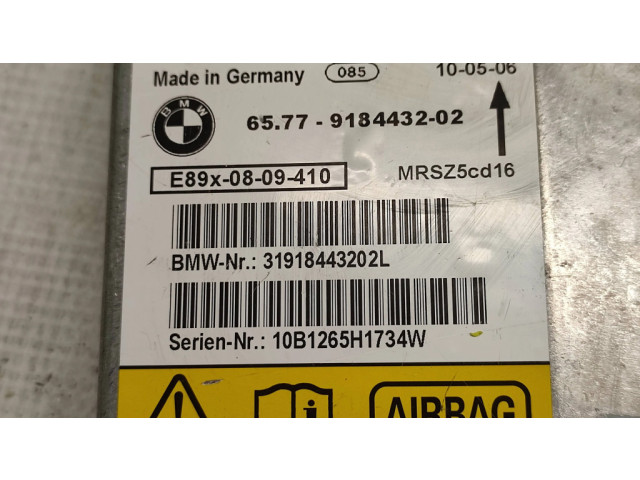 Made in Germany 085 10-05-06
BMW 65.77 - 9184432-02
E89x-08-09-410 MRSZ5cd16
BMW-Nr.: 31918443202L
Serien-Nr.: 10B1265H1734W
! i AIRBAG